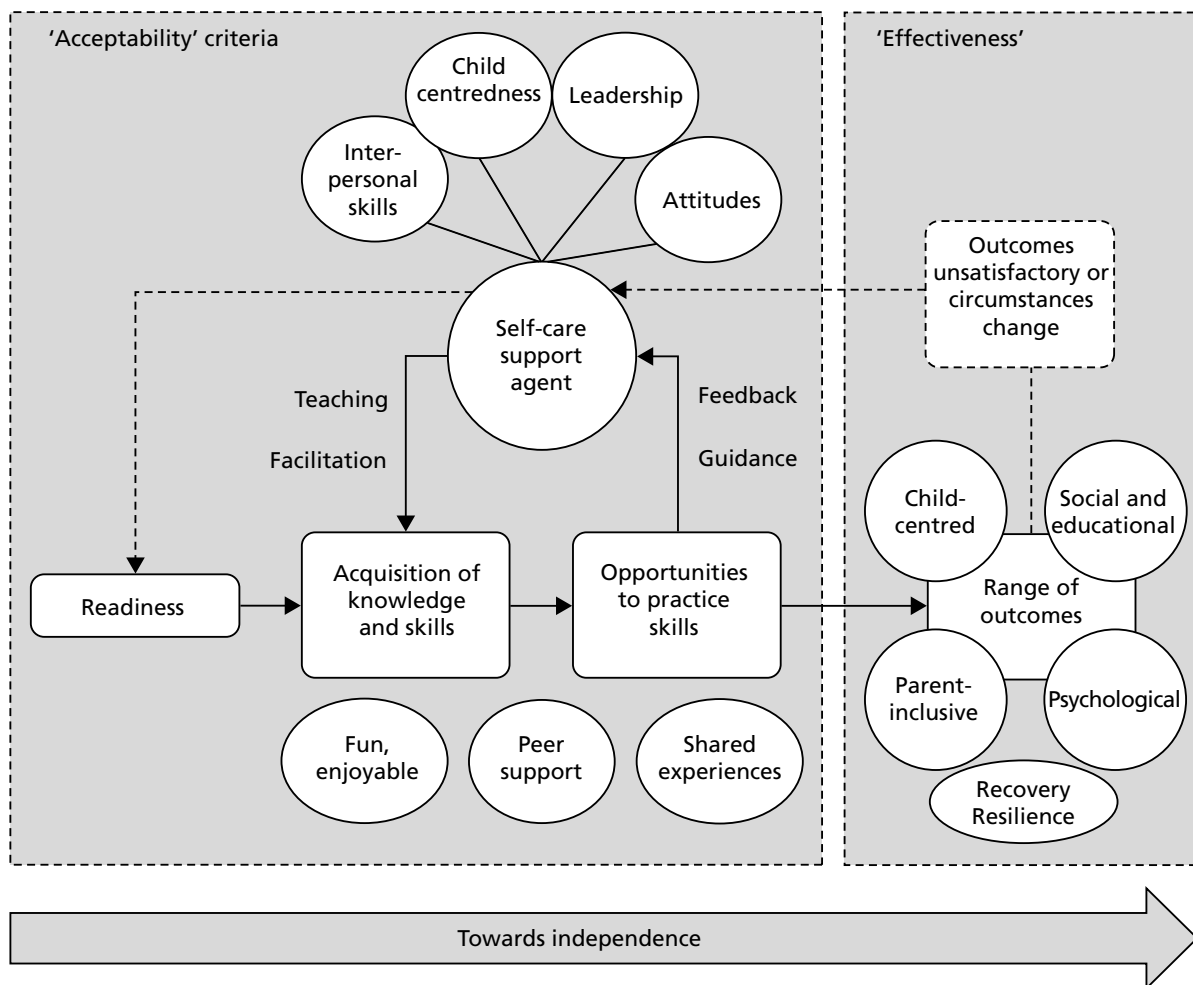 ‘Acceptability’ criteria
‘Effectiveness’
Child
centredness
Leadership
Inter-
personal
skills
Attitudes
Outcomes
unsatisfactory or
circumstances
change
Self-care
support
agent
Teaching
Facilitation
Feedback
Guidance
Readiness
Acquisition of
knowledge
and skills
Opportunities
to practice
skills
Child-
centred
Social and
educational
Range of
outcomes
Parent-
inclusive
Psychological
Recovery
Resilience
Fun,
enjoyable
Peer
support
Shared
experiences
Towards independence